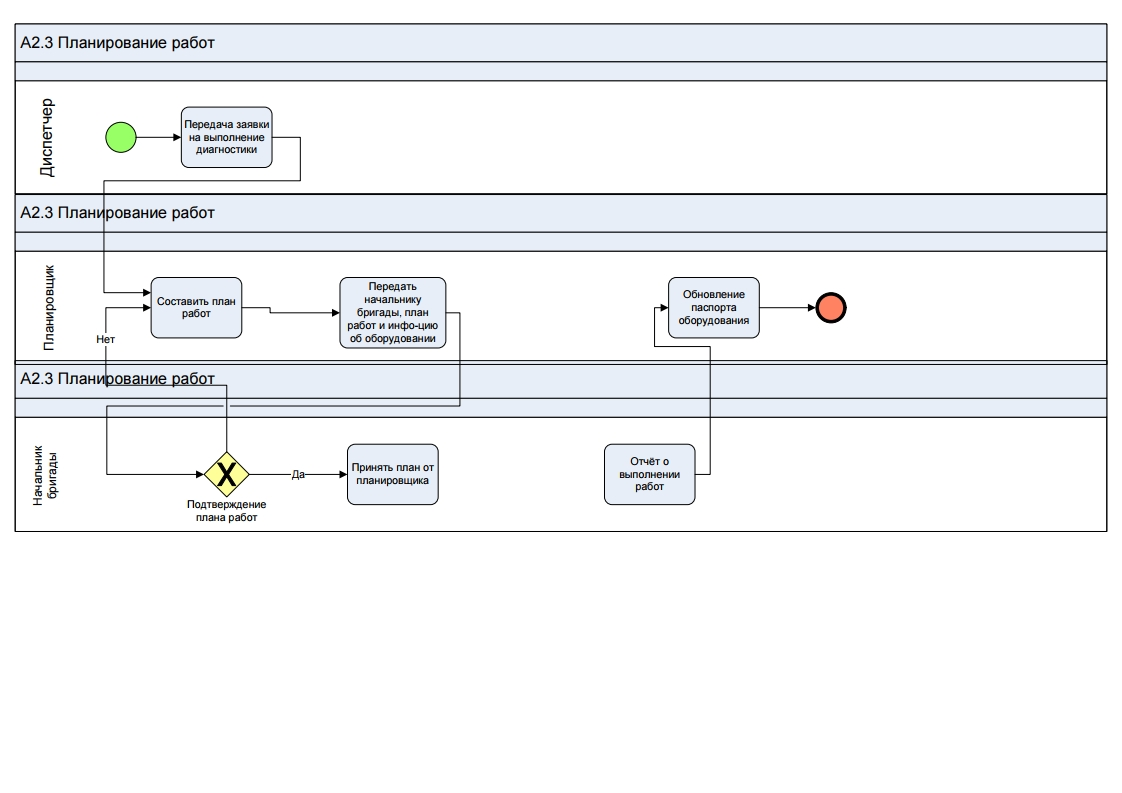 А2.3 Планирование работ
Диспетчер
Передача заявки
на выполнение
диагностики
А2.3 Планирование работ
Планировщик
Составить план
работ
Передать
начальнику
бригады, план
работ и инфо-цию
об оборудовании
Обновление
паспорта
оборудования
Нет
А2.3 Планирование работ
Начальник
бригады
X
Подтверждение
плана работ
Да
Принять план от
планировщика
Отчёт о
выполнении
работ